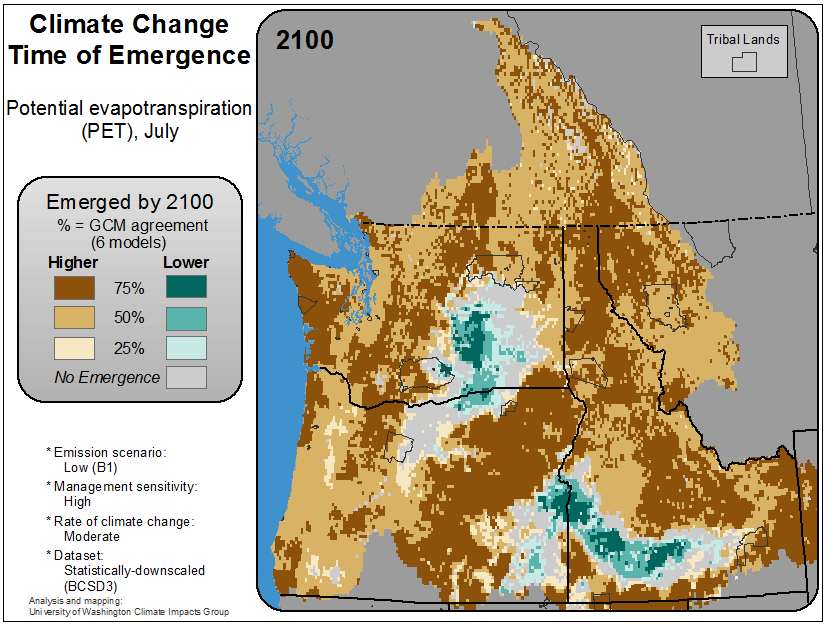 Climate Change
Time of Emergence
Potential evapotranspiration
(PET), July
Emerged by 2100
% = GCM agreement
(6 models)
Higher Lower
75%
50%
25%
No Emergence
* Emission scenario:
Low (B1)
* Management sensitivity:
High
* Rate of climate change:
Moderate
* Dataset:
Statistically-downscaled
(BCSD3)
Analysis and mapping:
University of Washington Climate Impacts Group
2100
Tribal Lands